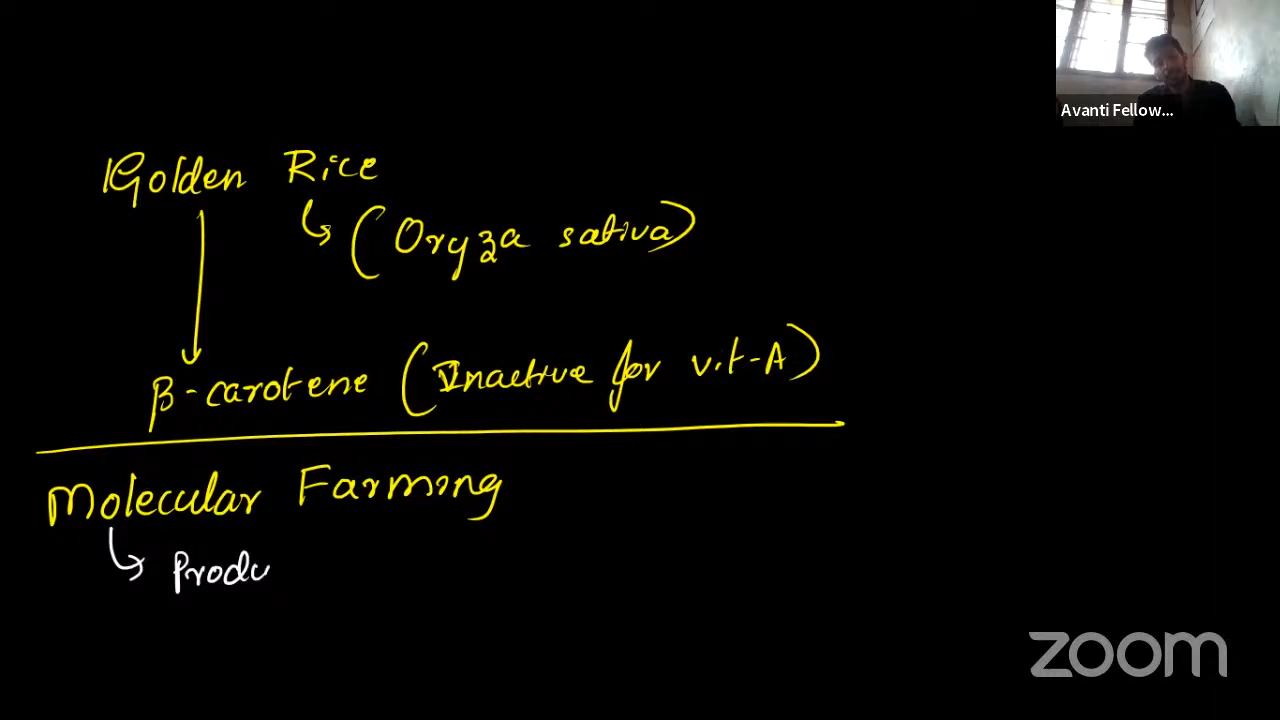 Avanti Fellow...
Golden Rice
(Oryza sativa)
β-carotene (Inactive for vit-A)
Molecular Farming
Produ
zoom